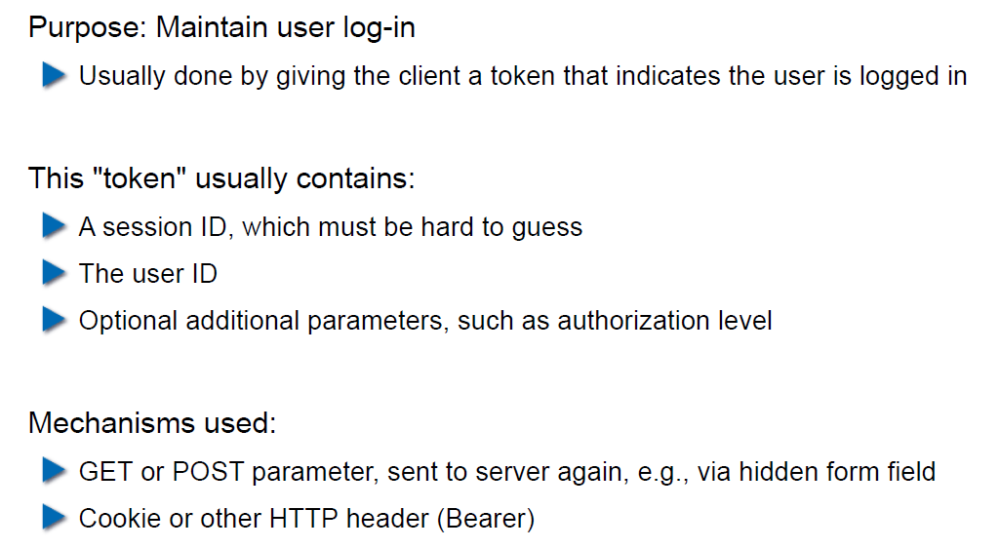 Purpose: Maintain user log-in
Usually done by giving the client a token that indicates the user is logged in
This "token" usually contains:
A session ID, which must be hard to guess
The user ID
Optional additional parameters, such as authorization level
Mechanisms used:
GET or POST parameter, sent to server again, e.g., via hidden form field
Cookie or other HTTP header (Bearer)